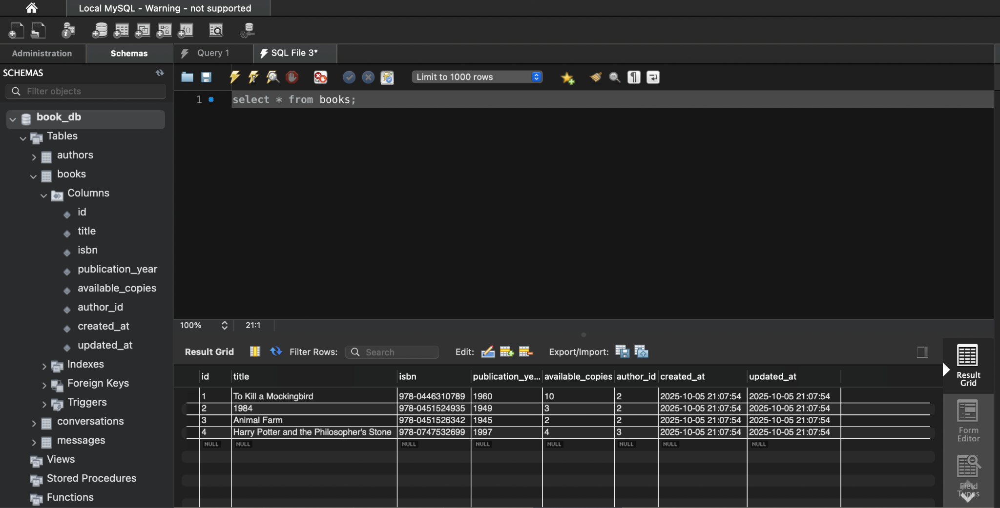 Local MySQL - Warning - not supported
Administration
Schemas
Query 1
SQL File 3*
SCHEMAS
Filter objects
Limit to 1000 rows
1
select * from books;
book_db
Tables
authors
books
Columns
id
title
isbn
publication_year
available_copies
author_id
created_at
updated_at
Indexes
Foreign Keys
Triggers
conversations
messages
Views
Stored Procedures
Functions
100% 21:1
Result Grid Filter Rows: Search Edit: Export/Import:
id title isbn publication_ye... available_copies author_id created_at updated_at
1 To Kill a Mockingbird 978-0446310789 1960 10 2 2025-10-05 21:07:54 2025-10-05 21:07:54
2 1984 978-0451524935 1949 3 2 2025-10-05 21:07:54 2025-10-05 21:07:54
3 Animal Farm 978-0451526342 1945 2 2 2025-10-05 21:07:54 2025-10-05 21:07:54
4 Harry Potter and the Philosopher's Stone 978-0747532699 1997 4 3 2025-10-05 21:07:54 2025-10-05 21:07:54
NULL NULL NULL NULL NULL NULL NULL NULL
Result
Grid
Form
Editor
Field
Types